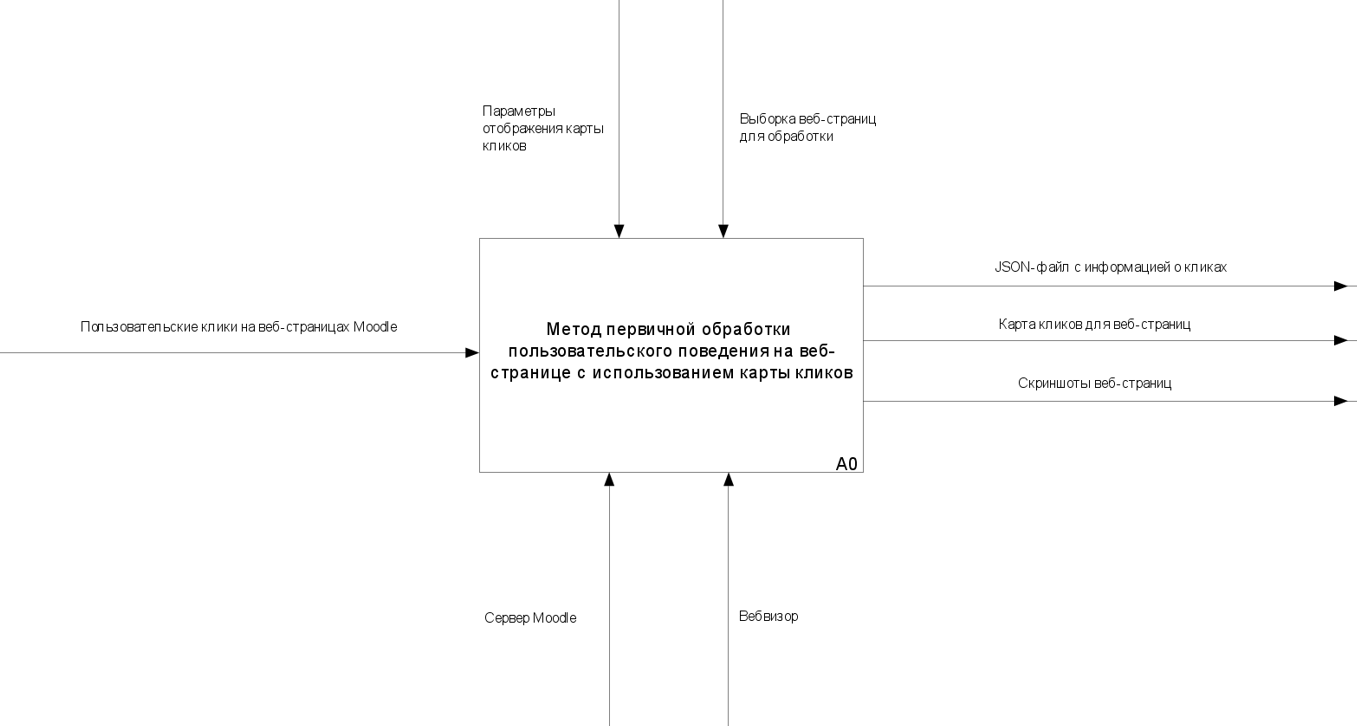 Параметры
отображения карты
кликов
Выборка веб-страниц
для обработки
JSON-файл с информацией о кликах
Пользовательские клики на веб-страницах Moodle
Карта кликов для веб-страниц
Метод первичной обработки
пользовательского поведения на веб-
странице с использованием карты кликов
Скриншоты веб-страниц
A0
Сервер Moodle
Вебвизор